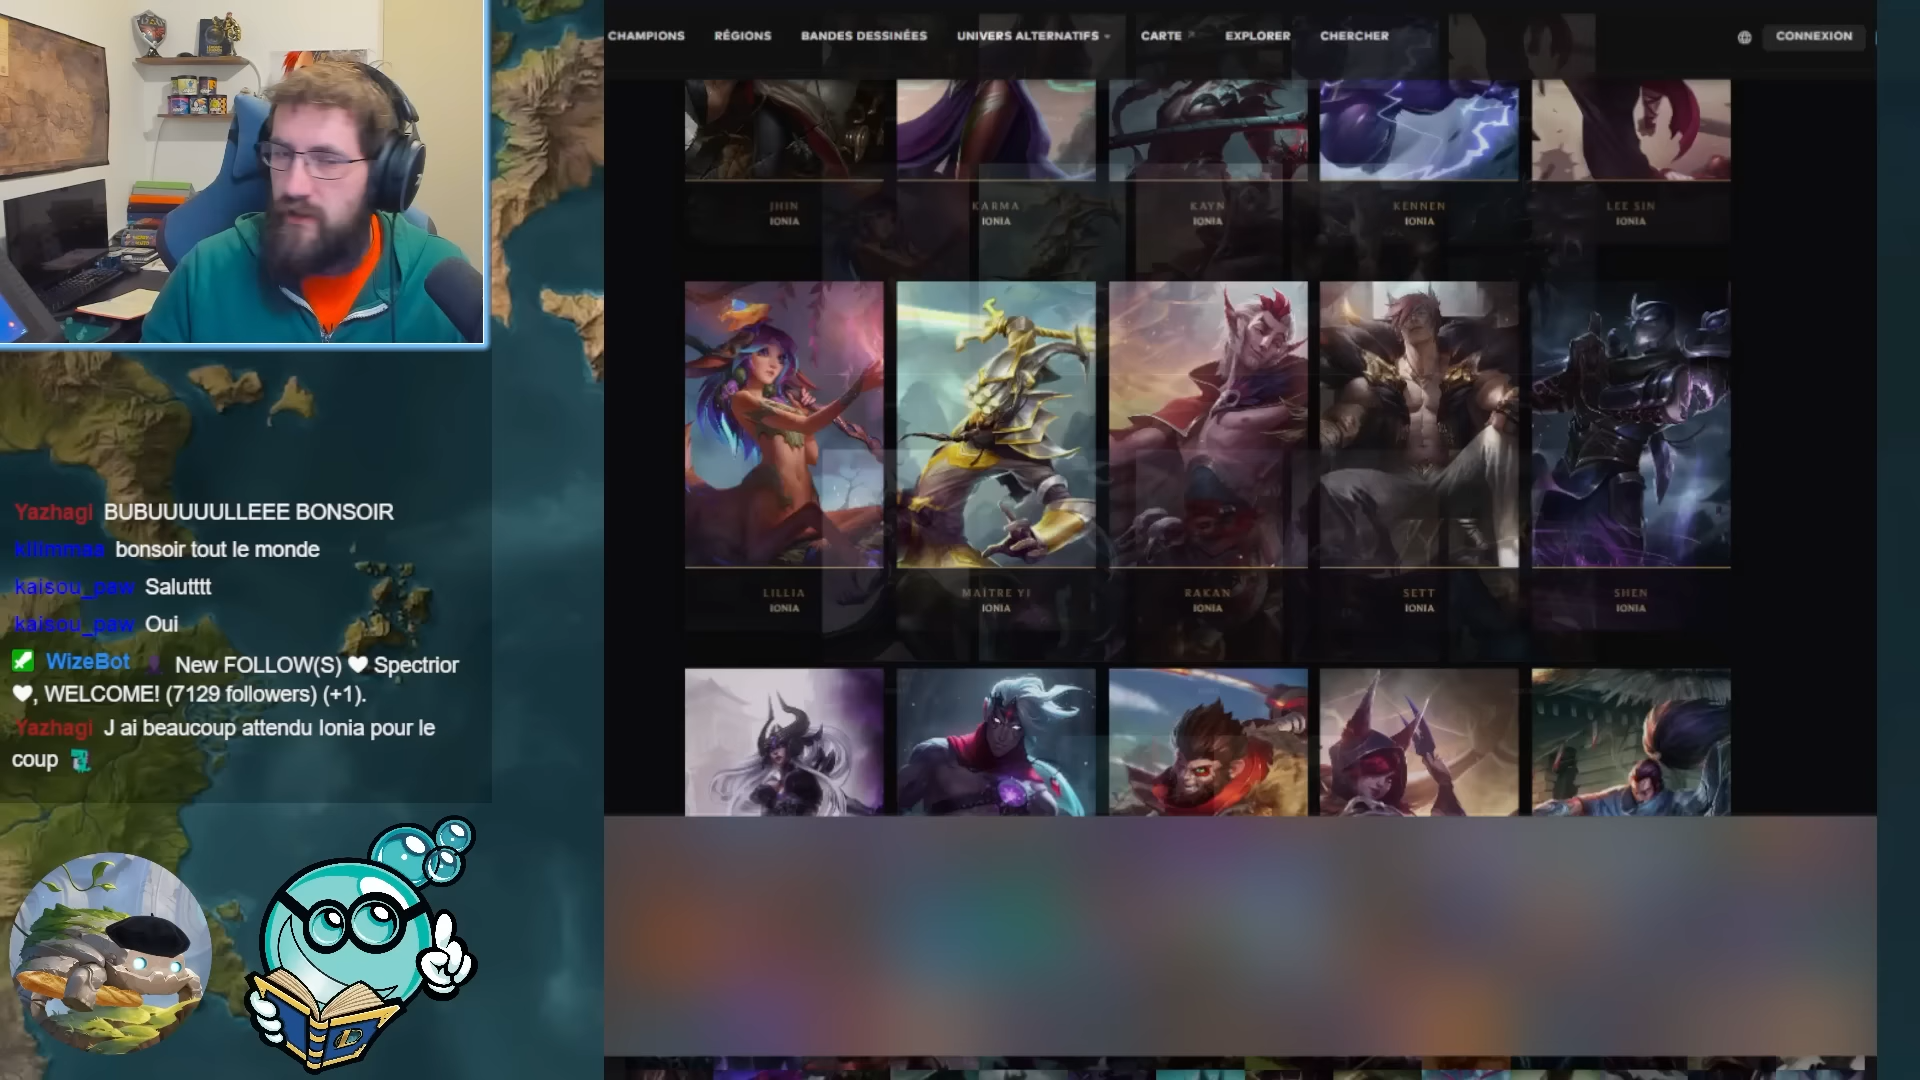 CHAMPIONS RÉGIONS BANDES DESSINÉES UNIVERS ALTERNATIFS CARTE EXPLORER CHERCHER CONNEXION
JHIN KARMA KAYN KENNEN LEE SIN
IONIA IONIA IONIA IONIA IONIA
LILLIA MAÎTRE YI RAKAN SETT SHEN
IONIA IONIA IONIA IONIA IONIA
Yazhagi BUBUUUUULLEEE BONSOIR
kilimmas bonsoir tout le monde
kaisou_paw Salutttt
kaisou_paw Oui
WizeBot New FOLLOW(S) ❤ Spectrior
❤, WELCOME! (7129 followers) (+1).
Yazhagi J ai beaucoup attendu Ionia pour le
coup